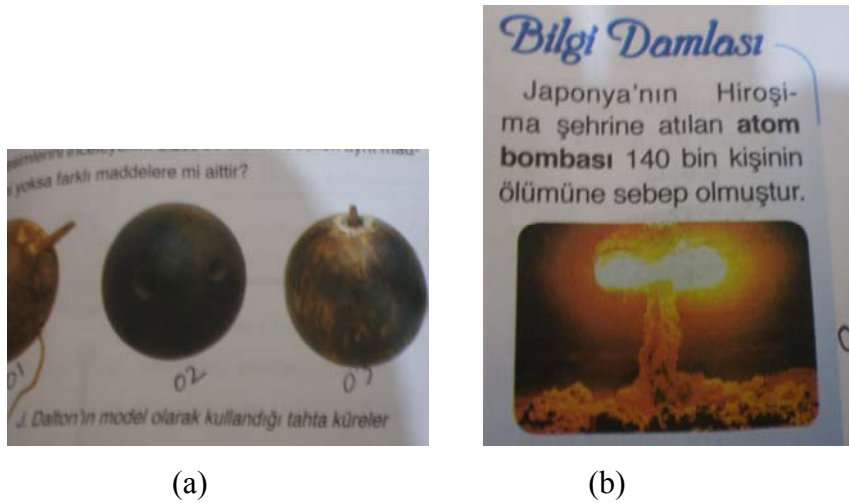 yoksa farklı maddelere mi aittir?
01
02
03
J. Dalton'ın model olarak kullandığı tahta küreler
(a)
Bilgi Damlası
Japonya'nın Hiroşi-
ma şehrine atılan atom
bombası 140 bin kişinin
ölümüne sebep olmuştur.
(b)